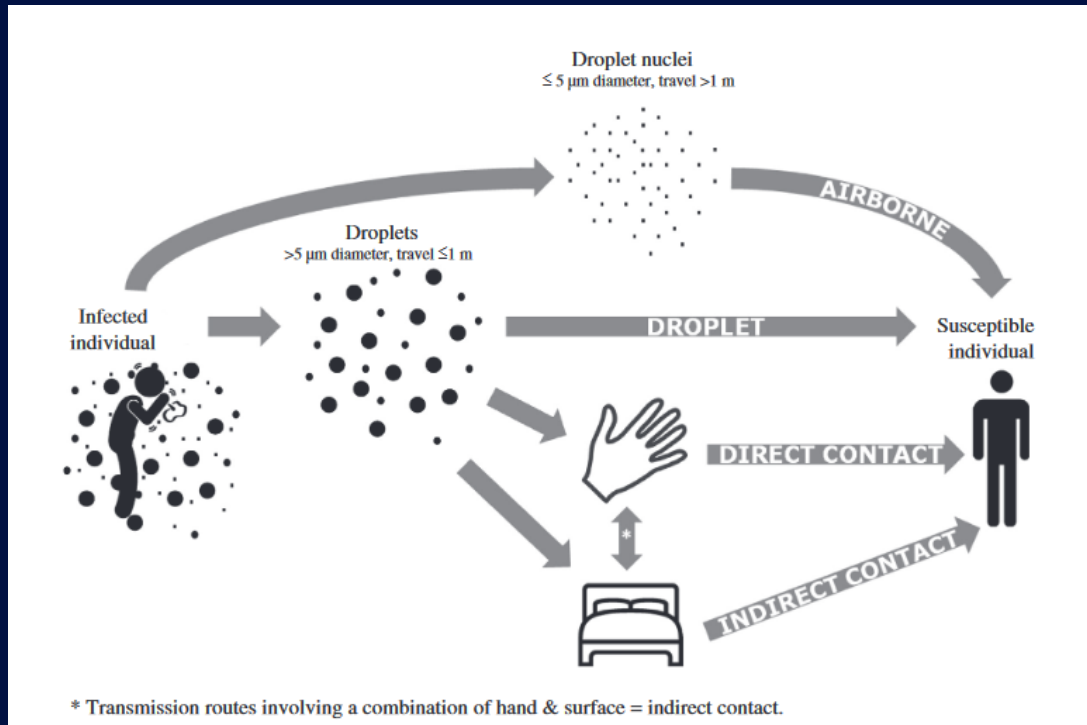 Droplet nuclei
≤ 5 μm diameter, travel >1 m
AIRBORNE
Droplets
>5 μm diameter, travel ≤1 m
Infected
individual
DROPLET
Susceptible
individual
DIRECT CONTACT
*
INDIRECT CONTACT
* Transmission routes involving a combination of hand & surface = indirect contact.